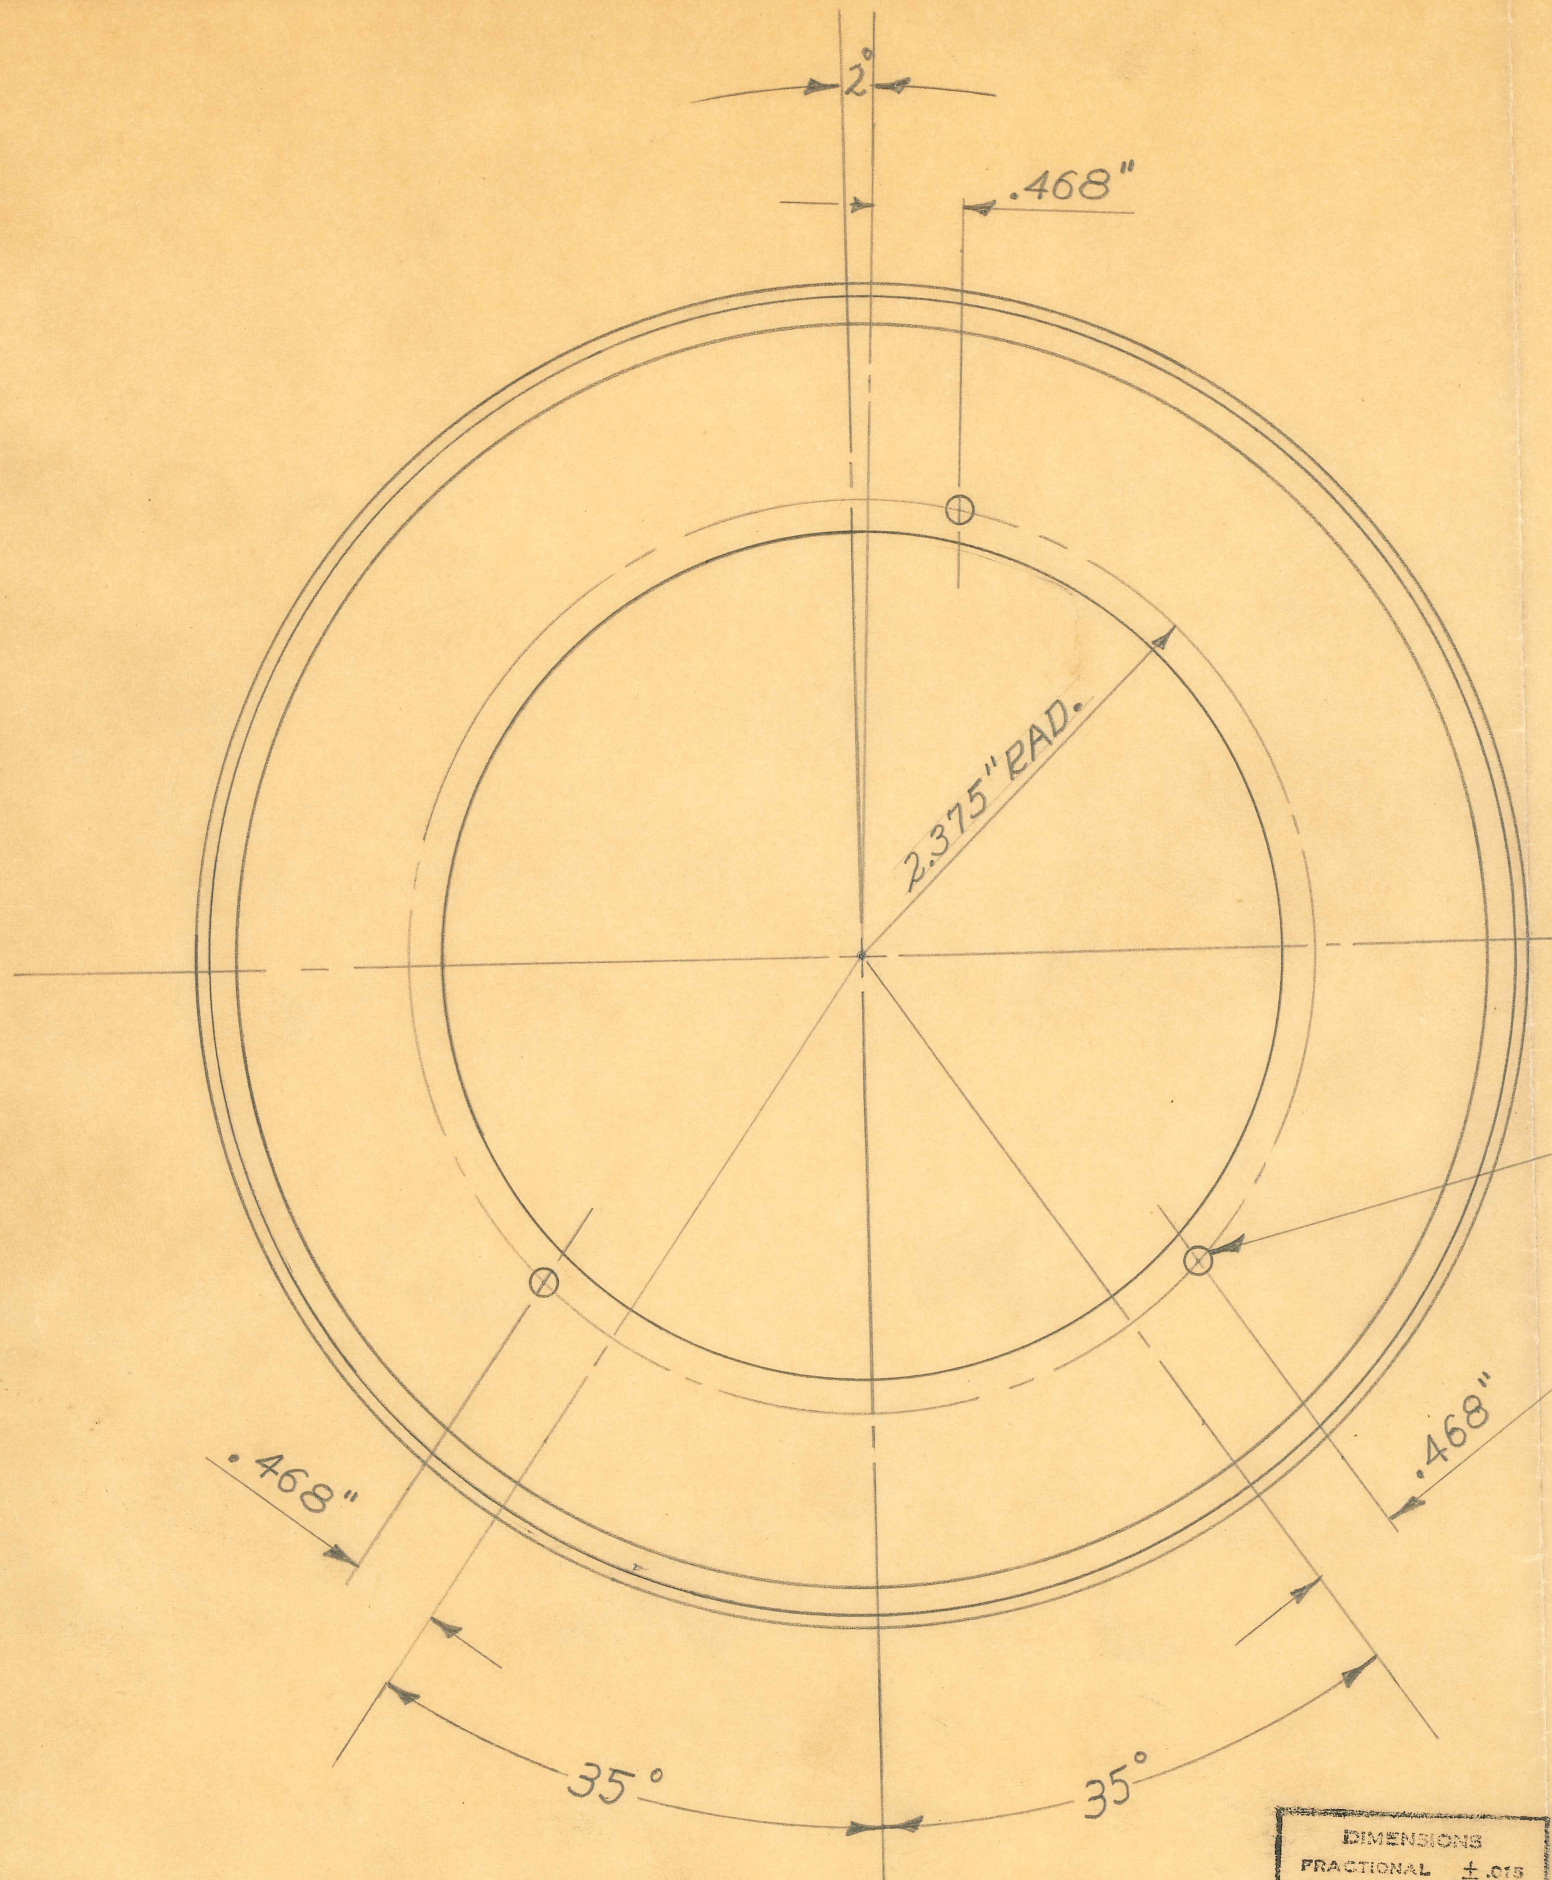 2°
.468"
2.375" RAD.
.468"
.468"
35°
35°
DIMENSIONS
FRACTIONAL ± .015